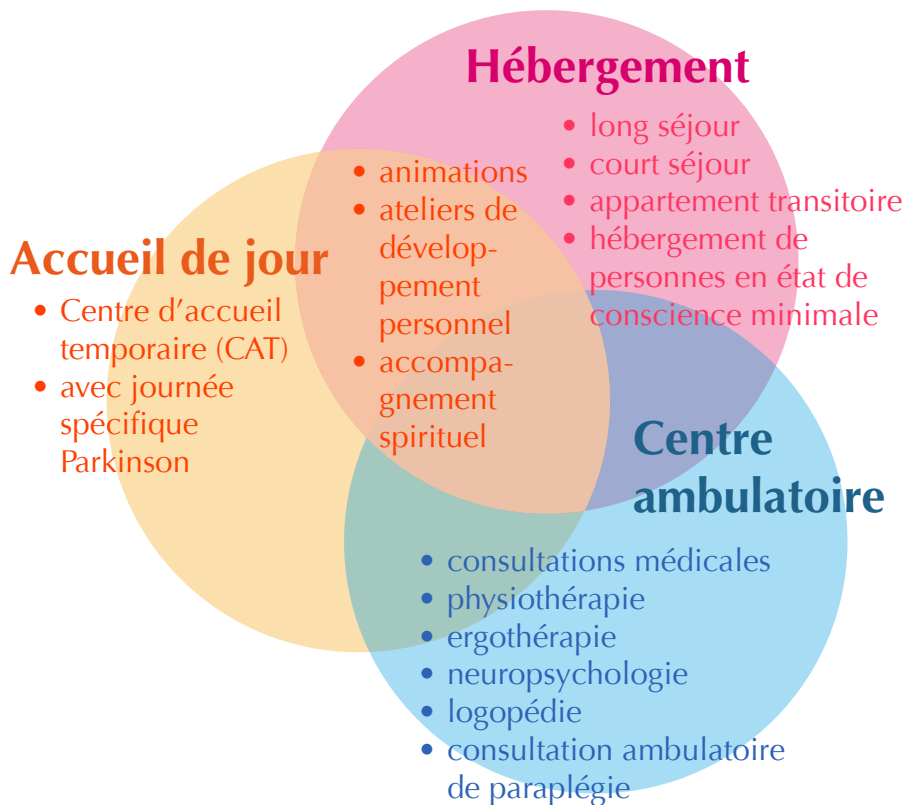 Hébergement
• long séjour
• court séjour
• appartement transitoire
• hébergement de
personnes en état de
conscience minimale
• animations
• ateliers de
dévelop-
pement
personnel
• accompa-
gnement
spirituel
Accueil de jour
• Centre d’accueil
temporaire (CAT)
• avec journée
spécifique
Parkinson
Centre
ambulatoire
• consultations médicales
• physiothérapie
• ergothérapie
• neuropsychologie
• logopédie
• consultation ambulatoire
de paraplégie